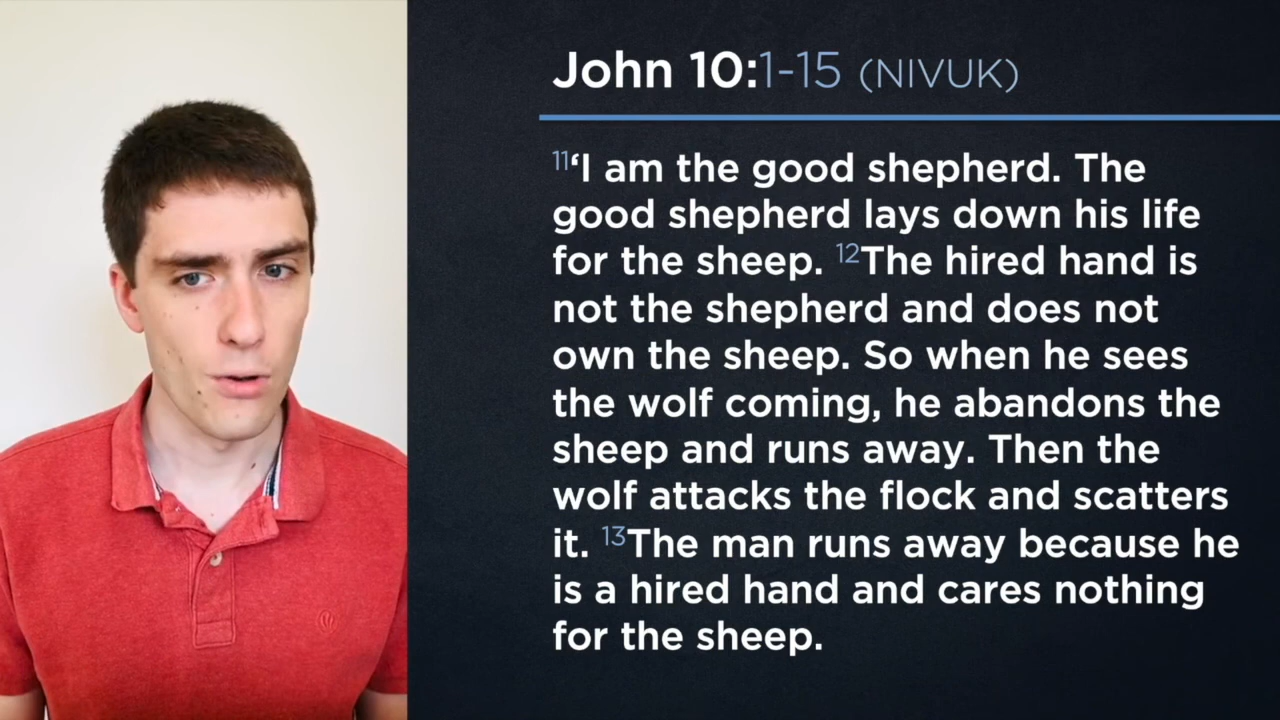 John 10:1-15 (NIVUK)
11‘I am the good shepherd. The
good shepherd lays down his life
for the sheep. 12The hired hand is
not the shepherd and does not
own the sheep. So when he sees
the wolf coming, he abandons the
sheep and runs away. Then the
wolf attacks the flock and scatters
it. 13The man runs away because he
is a hired hand and cares nothing
for the sheep.